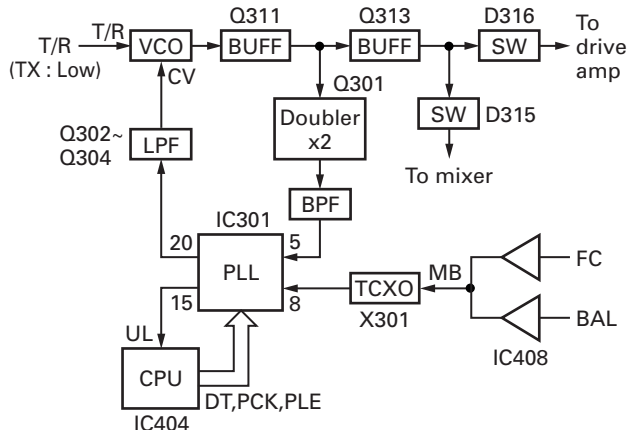 Q311
Q313
D316
T/R
T/R
VCO
BUFF
BUFF
SW
To
drive
amp
(TX : Low)
CV
Q301
Doubler
x2
SW
D315
Q302~
Q304
LPF
To mixer
BPF
IC301
20
5
PLL
MB
FC
TCXO
15
8
X301
BAL
UL
IC408
CPU
DT,PCK,PLE
IC404